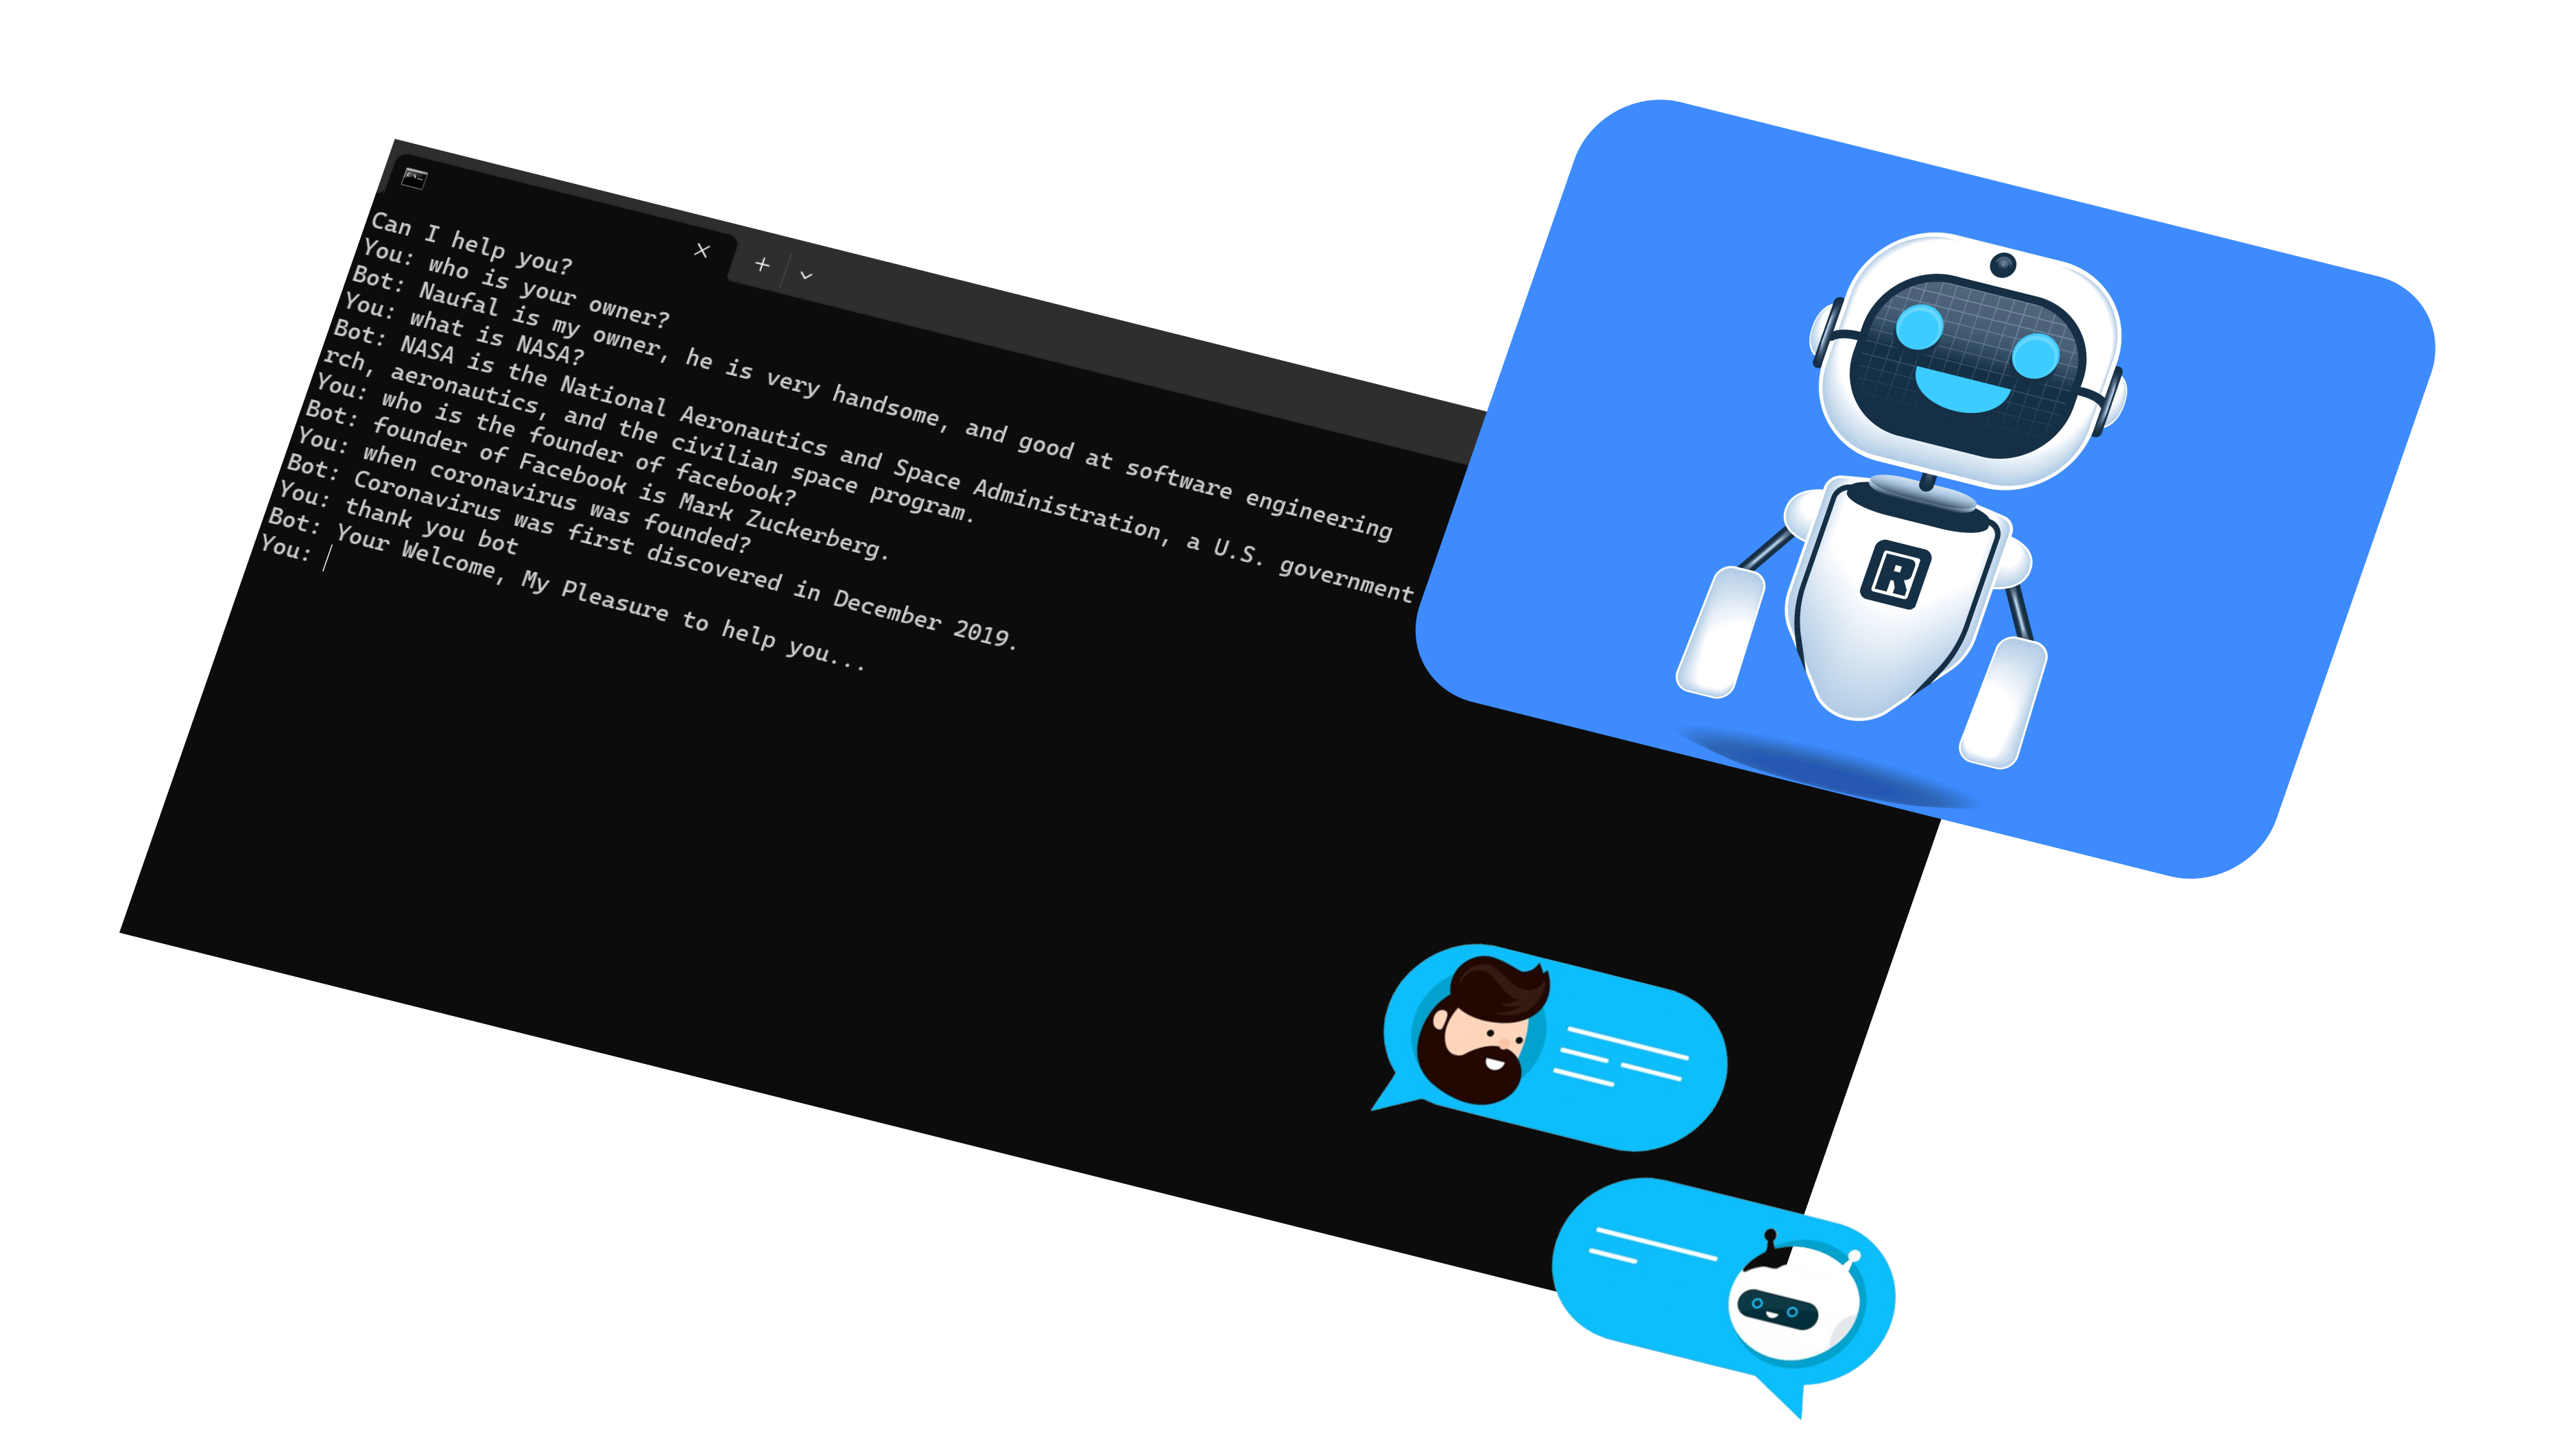 Can I help you?
You: who is your owner?
Bot: Naufal is my owner, he is very handsome, and good at software engineering
You: what is NASA?
Bot: NASA is the National Aeronautics and Space Administration, a U.S. government
rch, aeronautics, and the civilian space program.
You: who is the founder of facebook?
Bot: founder of Facebook is Mark Zuckerberg.
You: when coronavirus was founded?
Bot: Coronavirus was first discovered in December 2019.
You: thank you bot
Bot: Your Welcome, My Pleasure to help you...
You:
R